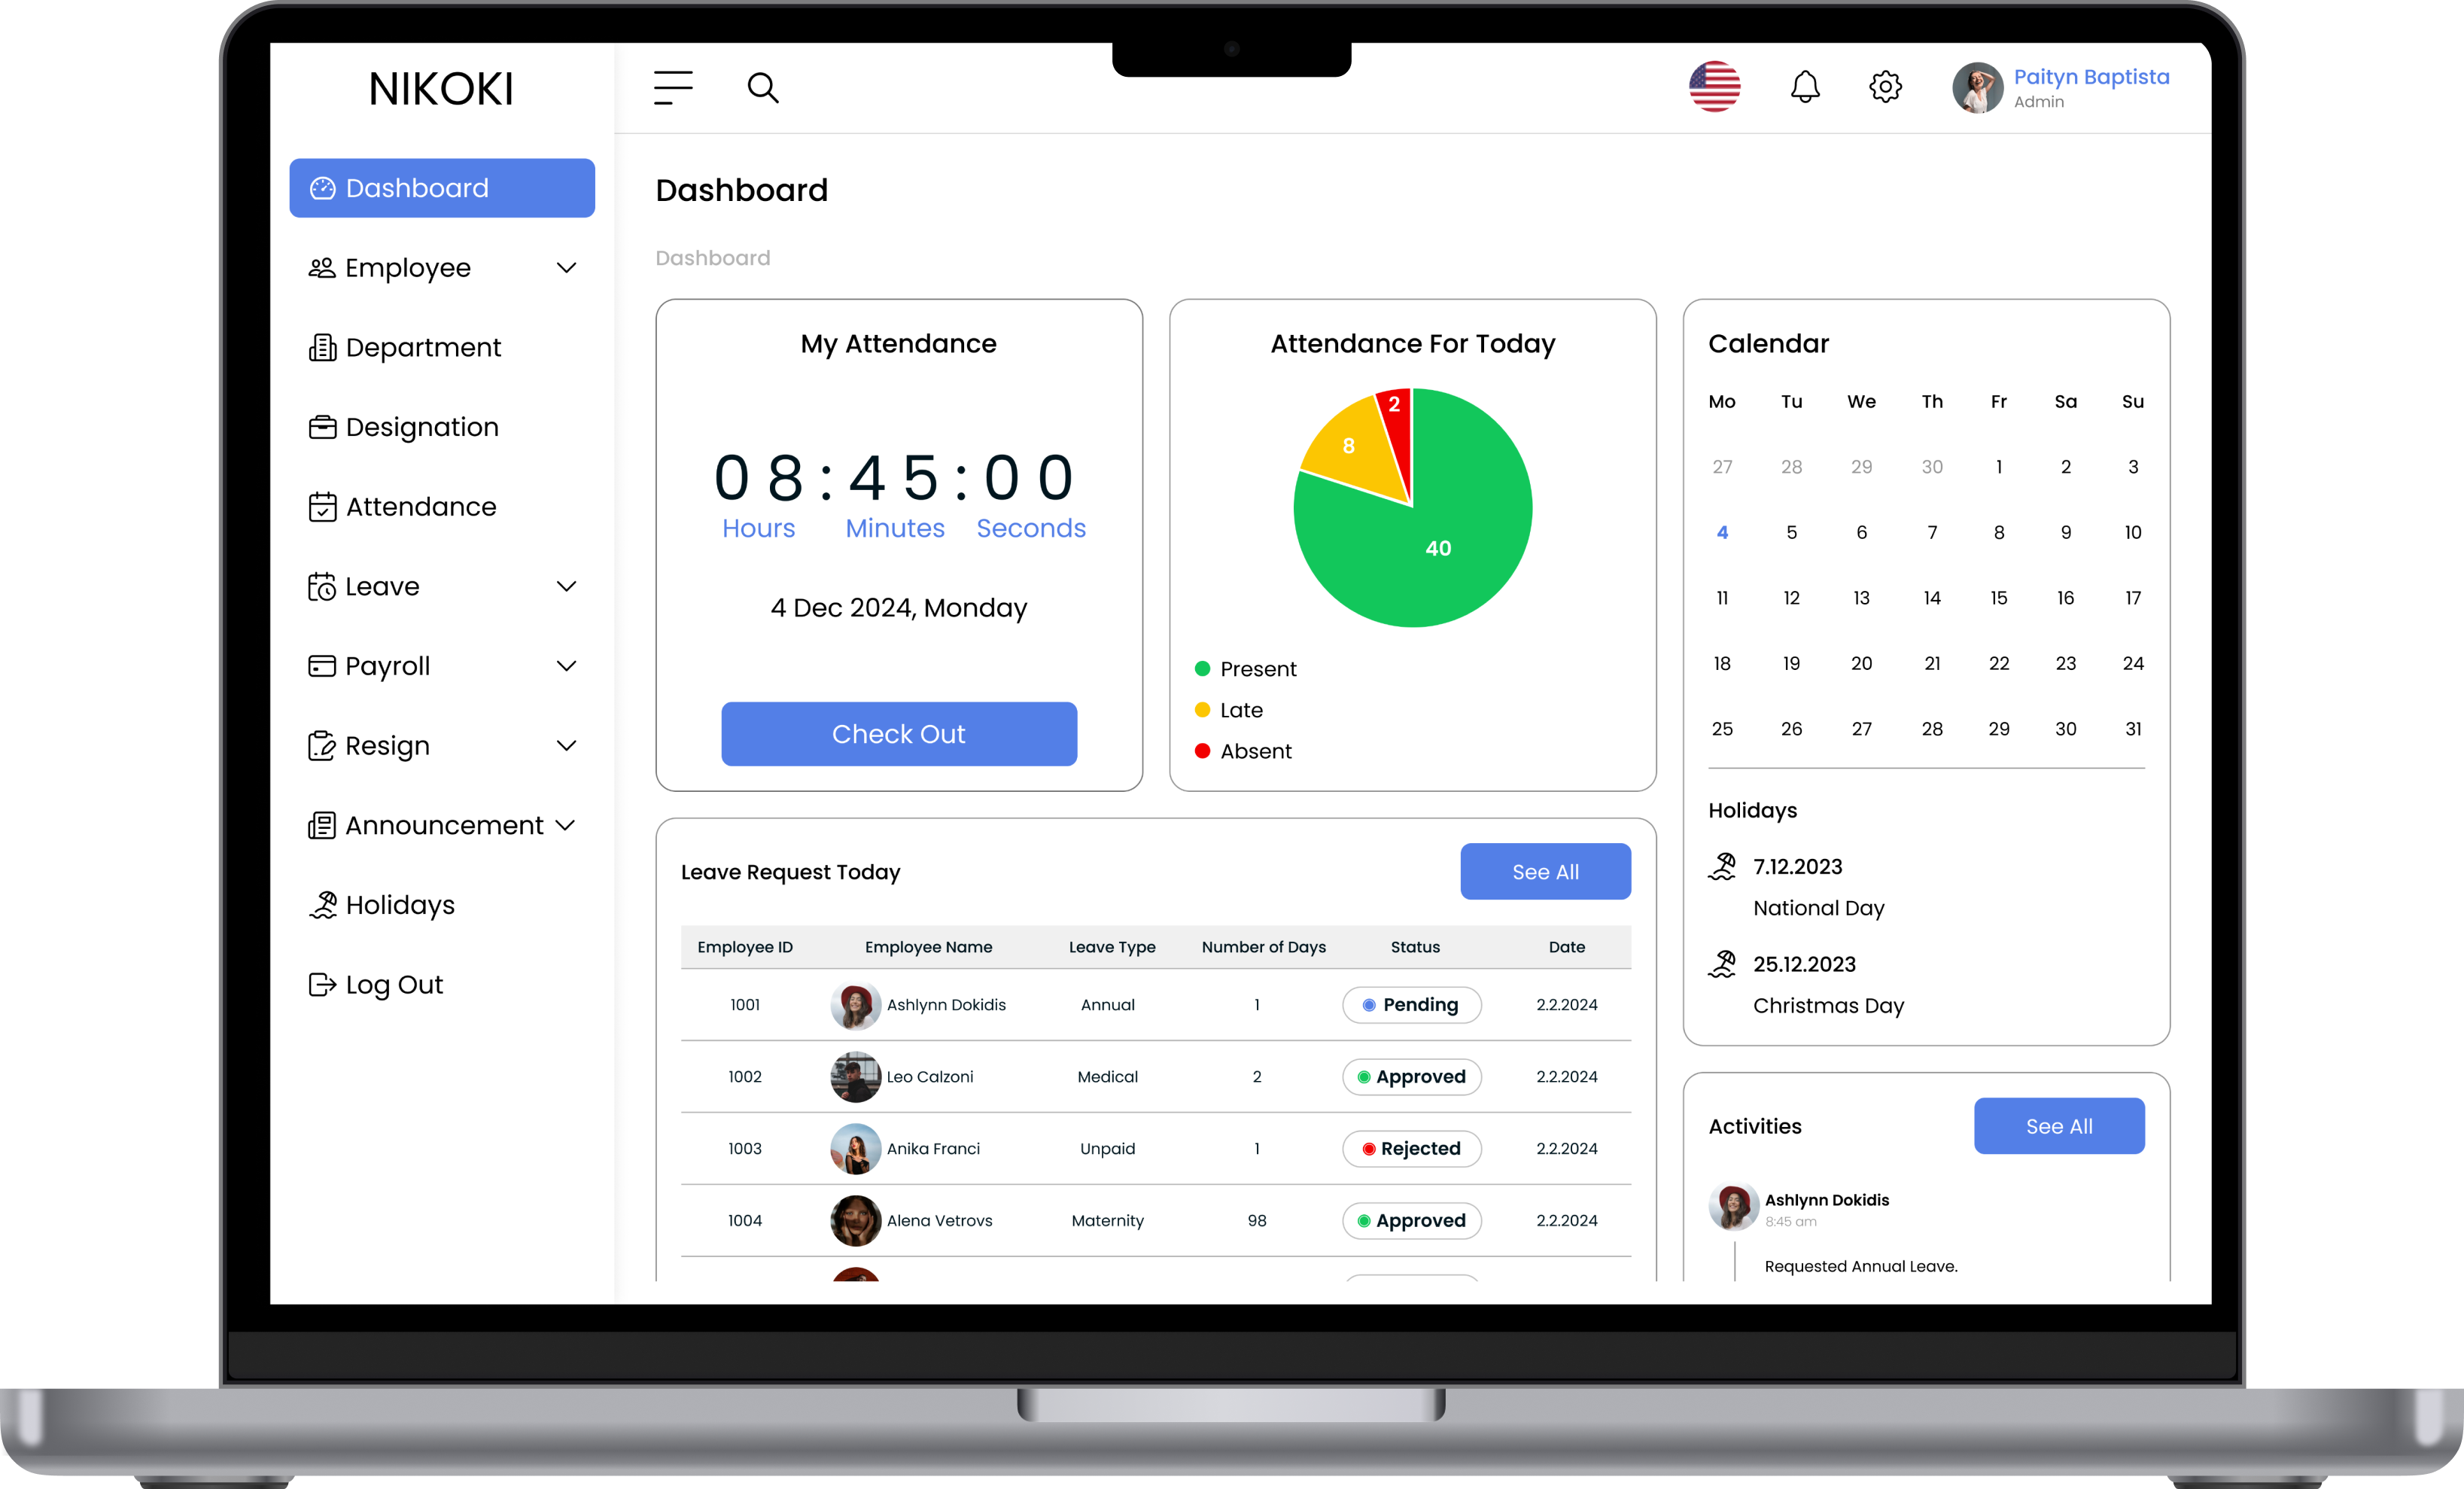 NIKOKI
Dashboard
Employee
Department
Designation
Attendance
Leave
Payroll
Resign
Announcement
Holidays
Log Out
Paityn Baptista
Admin
Dashboard
Dashboard
My Attendance
08:45:00
Hours Minutes Seconds
4 Dec 2024, Monday
Check Out
Attendance For Today
2
8
40
Present
Late
Absent
Leave Request Today
See All
Employee ID Employee Name Leave Type Number of Days Status Date
1001 Ashlynn Dokidis Annual 1 Pending 2.2.2024
1002 Leo Calzoni Medical 2 Approved 2.2.2024
1003 Anika Franci Unpaid 1 Rejected 2.2.2024
1004 Alena Vetrovs Maternity 98 Approved 2.2.2024
Calendar
Mo Tu We Th Fr Sa Su
27 28 29 30 1 2 3
4 5 6 7 8 9 10
11 12 13 14 15 16 17
18 19 20 21 22 23 24
25 26 27 28 29 30 31
Holidays
7.12.2023
National Day
25.12.2023
Christmas Day
Activities
See All
Ashlynn Dokidis
8:45 am
Requested Annual Leave.